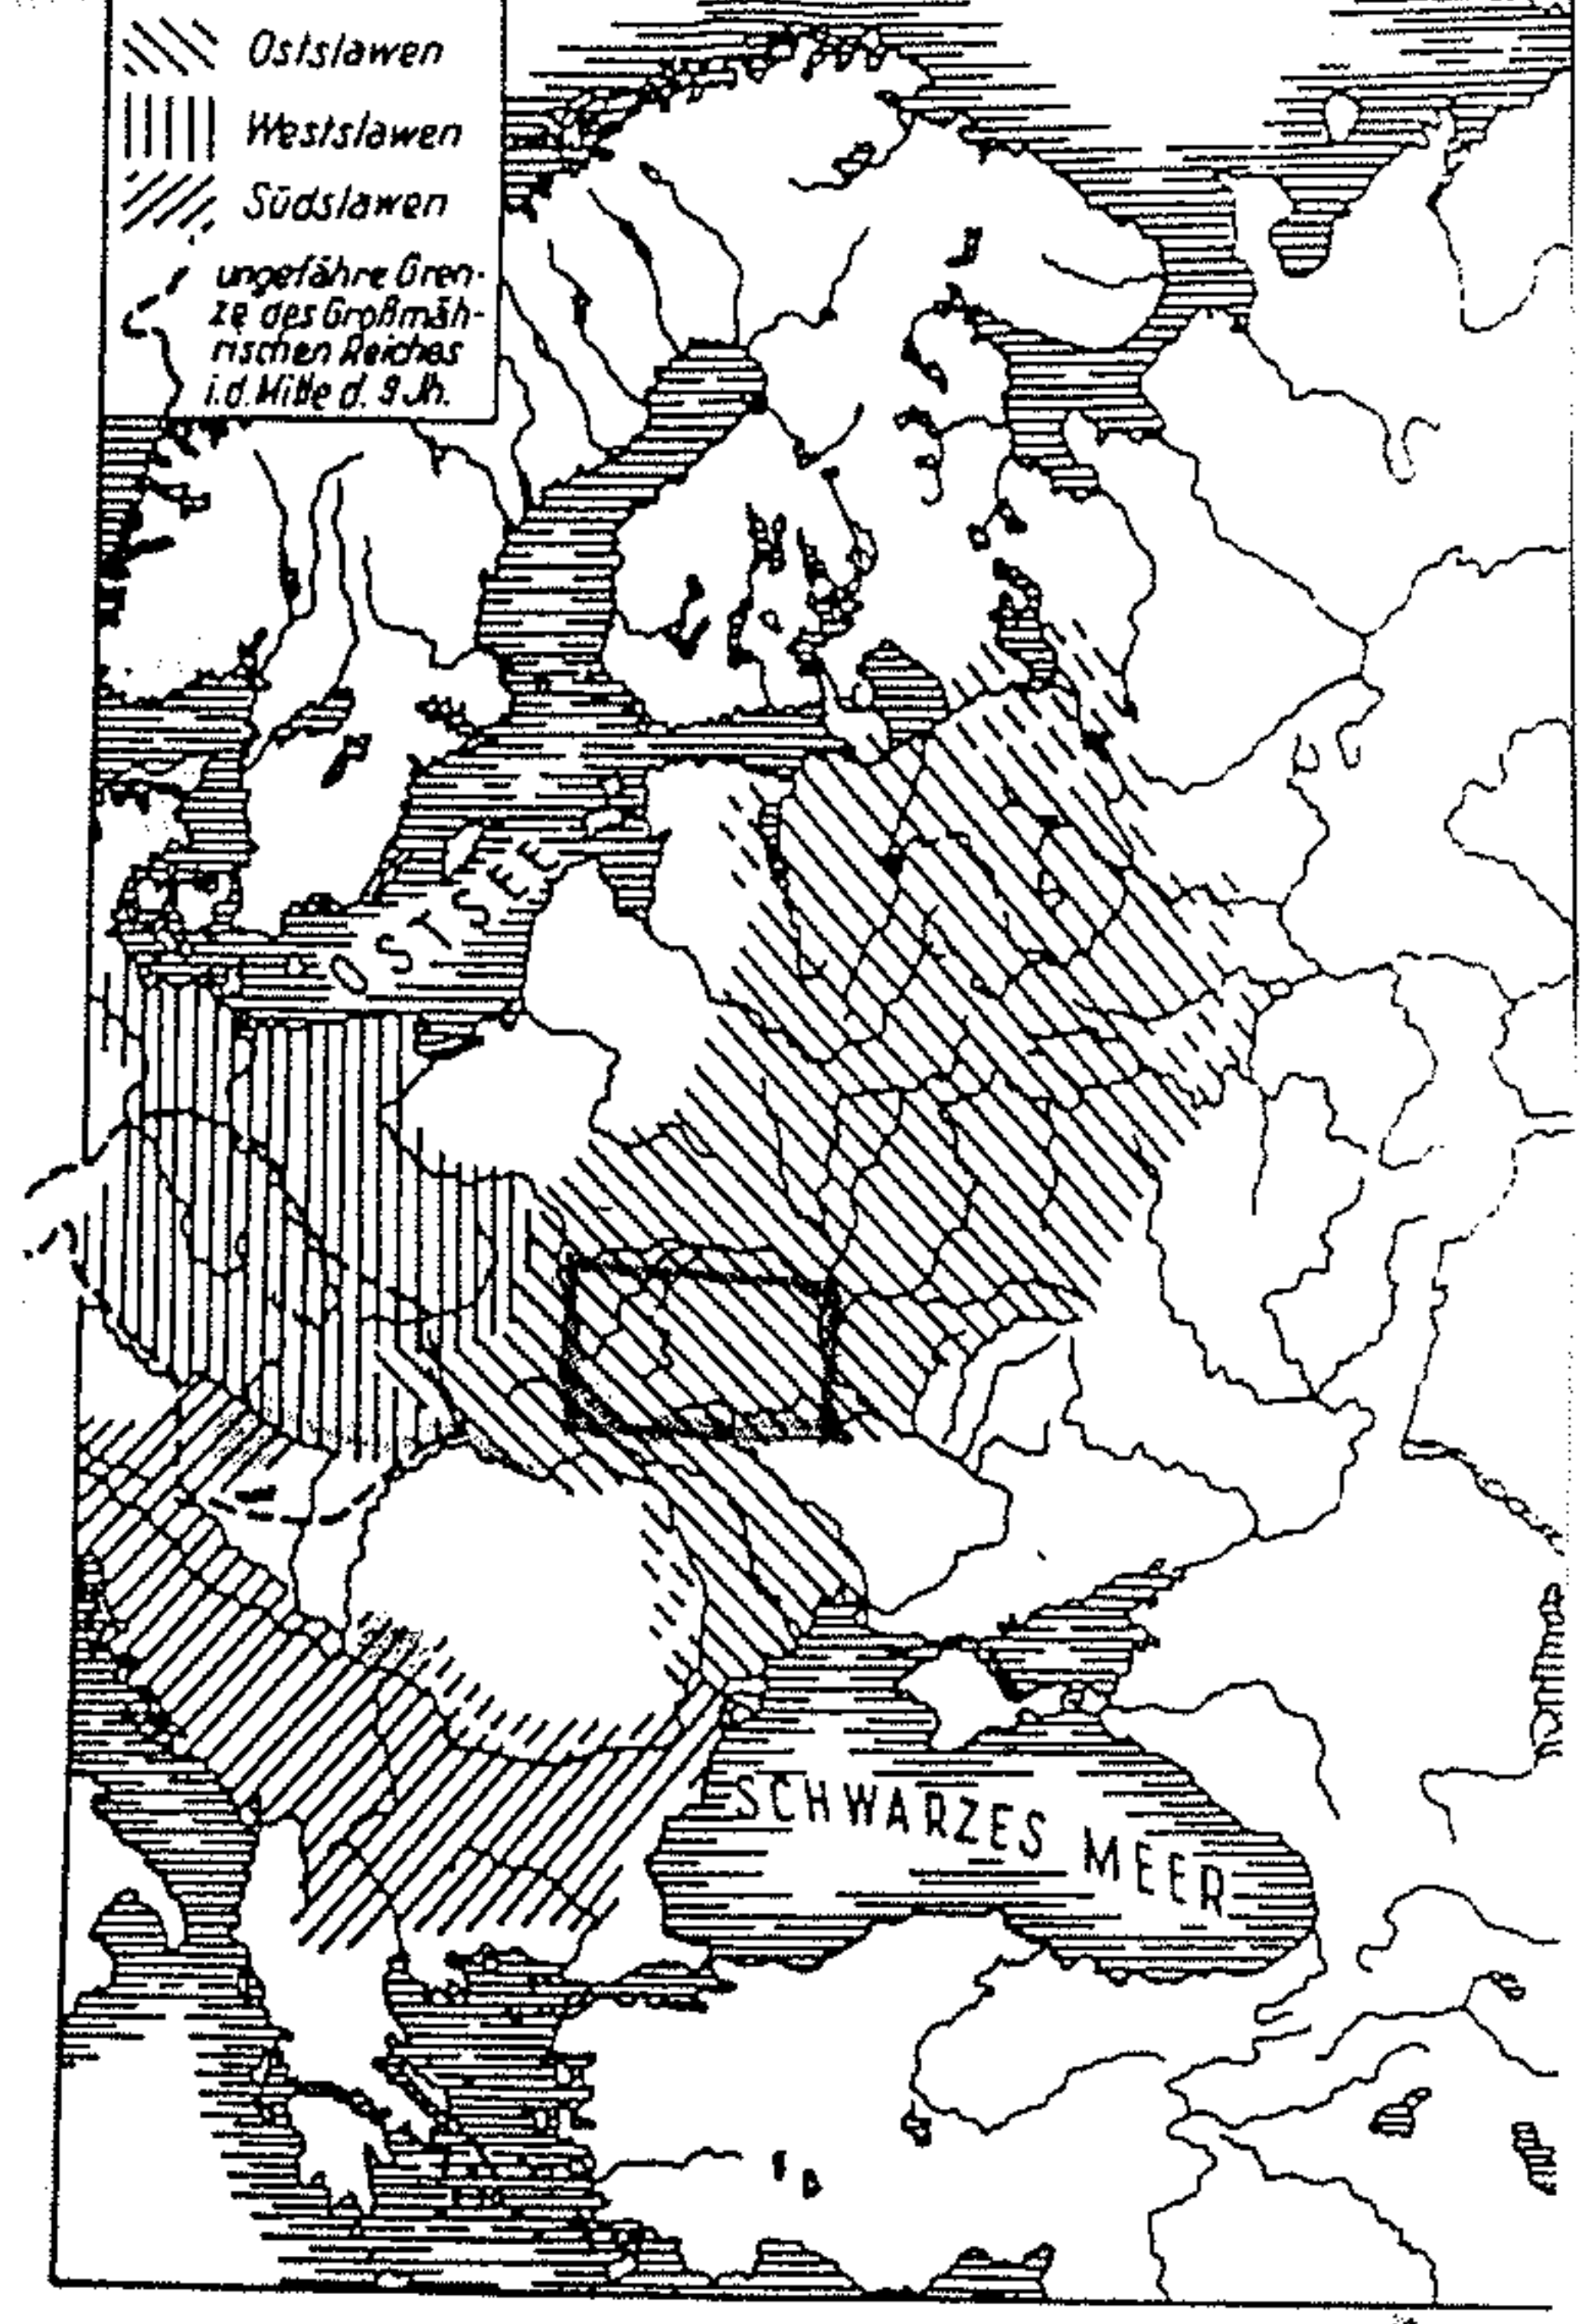 Ostslawen
Westslawen
Südslawen
ungefähre Gren-
ze des Großmäh-
rischen Reiches
i.d. Mitte d. 9 Jh.
OSTSEE
SCHWARZES MEER